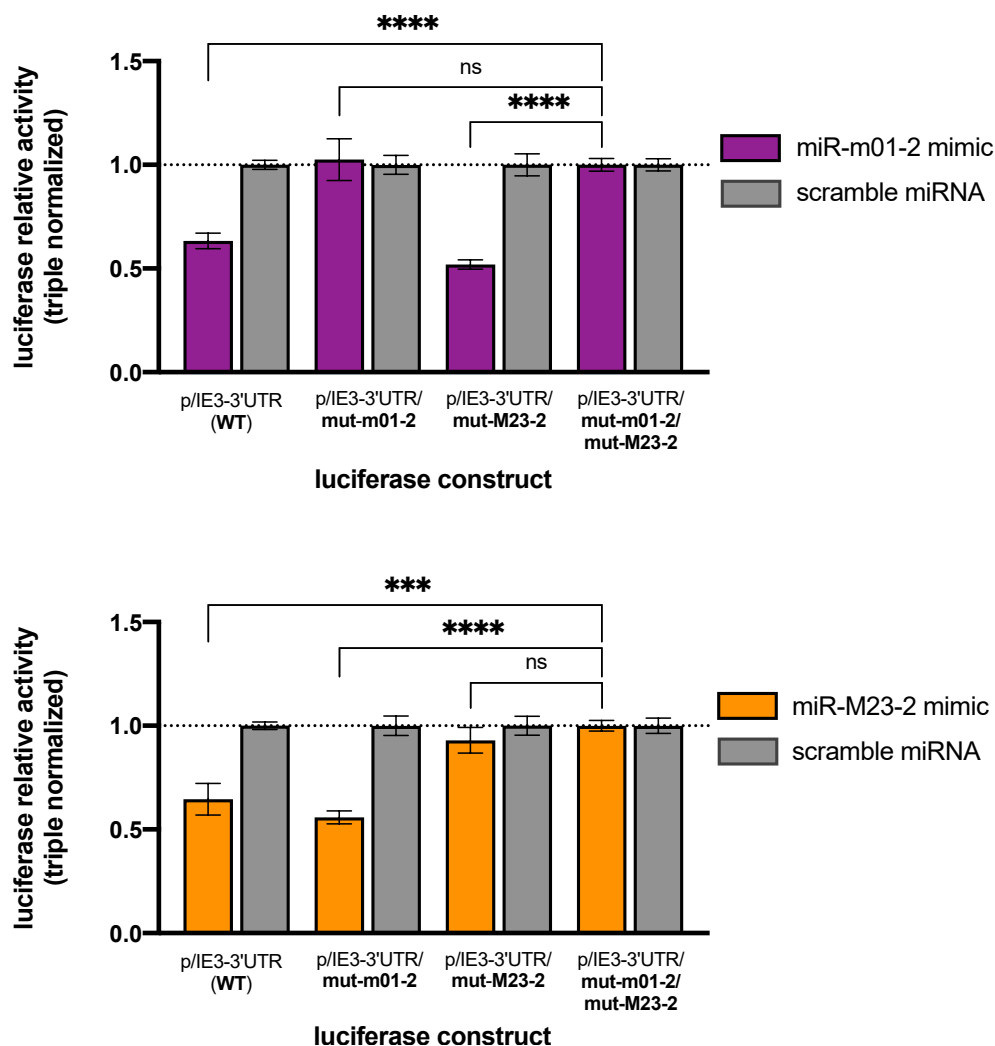 ****
ns
****
luciferase relative activity
(triple normalized)
1.5
1.0
0.5
0.0
miR-m01-2 mimic
scramble miRNA
p/IE3-3'UTR
(WT)
p/IE3-3'UTR/
mut-m01-2
p/IE3-3'UTR/
mut-M23-2
p/IE3-3'UTR/
mut-m01-2/
mut-M23-2
luciferase construct
***
****
ns
luciferase relative activity
(triple normalized)
1.5
1.0
0.5
0.0
miR-M23-2 mimic
scramble miRNA
p/IE3-3'UTR
(WT)
p/IE3-3'UTR/
mut-m01-2
p/IE3-3'UTR/
mut-M23-2
p/IE3-3'UTR/
mut-m01-2/
mut-M23-2
luciferase construct